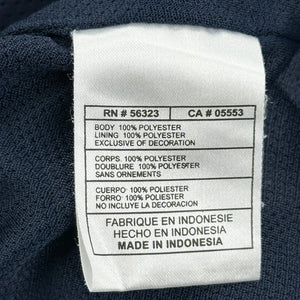 RN # 56323 CA # 05553
BODY: 100% POLYESTER
LINING: 100% POLYESTER
EXCLUSIVE OF DECORATION
CORPS: 100% POLYESTER
DOUBLURE: 100% POLYESTER
SANS ORNEMENTS
CUERPO: 100% POLIESTER
FORRO: 100% POLIESTER
NO INCLUYE LA DECORACION
FABRIQUE EN INDONESIE
HECHO EN INDONESIA
MADE IN INDONESIA